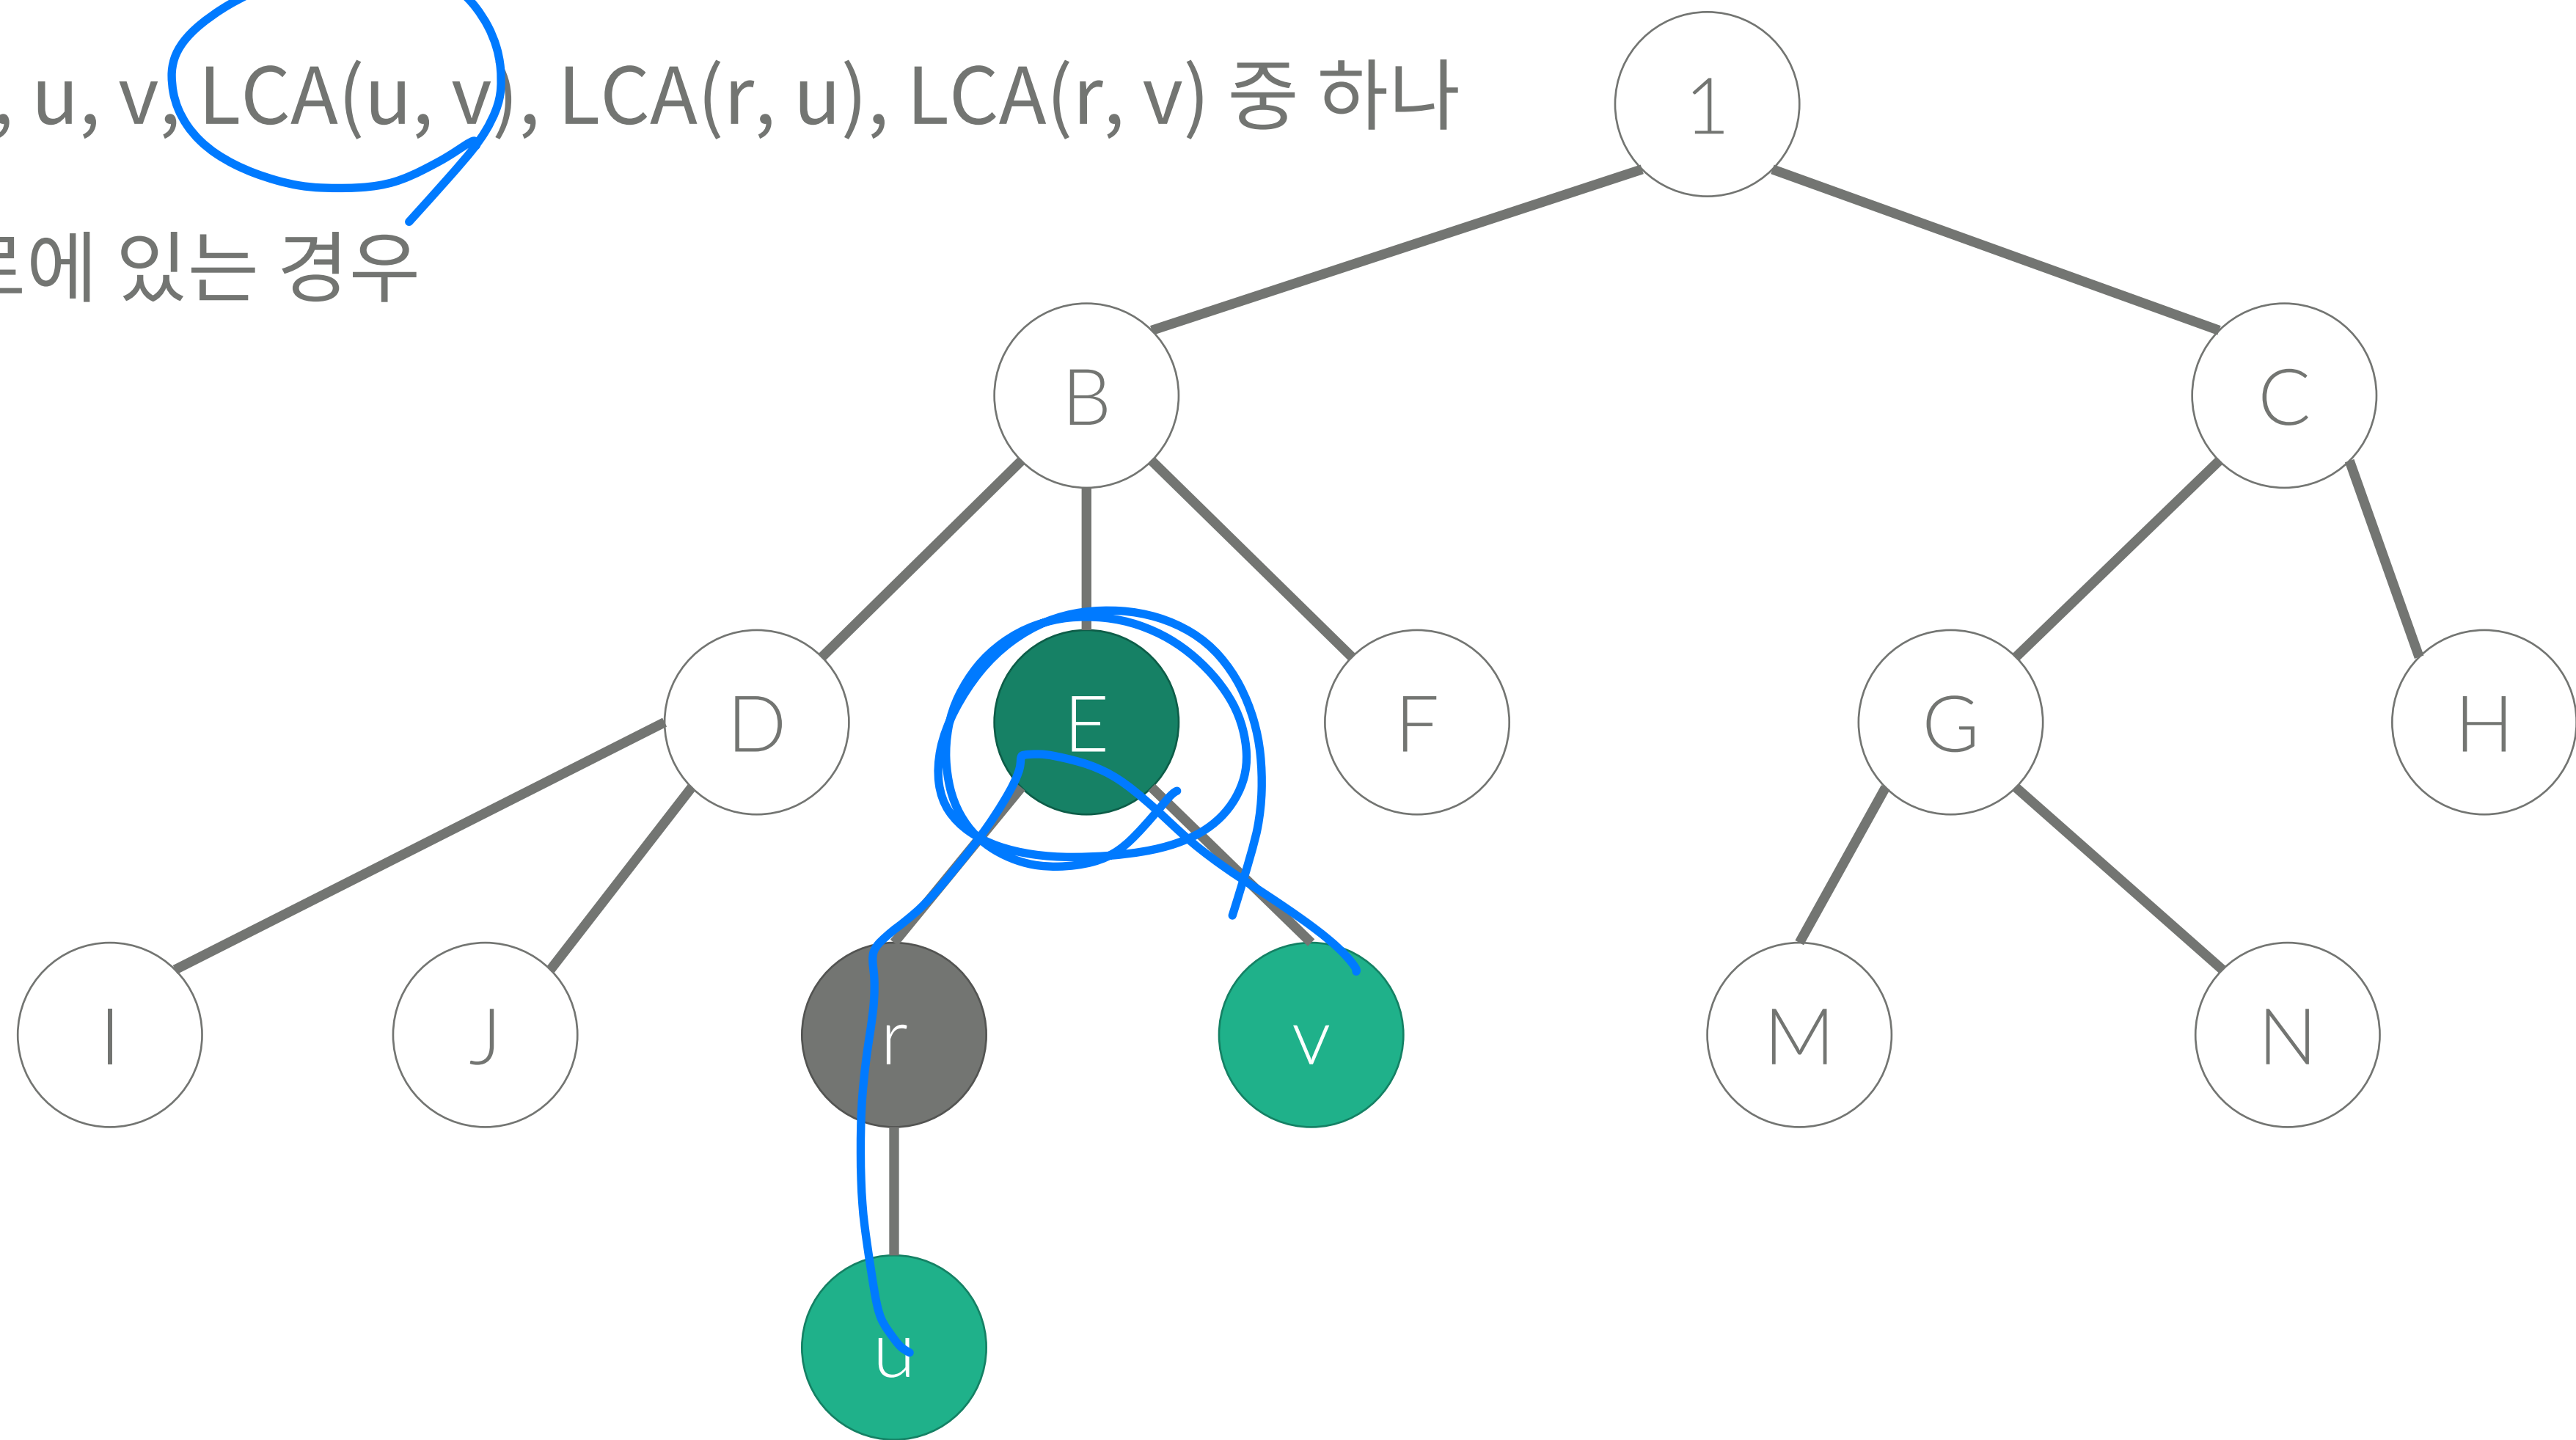 , u, v, LCA(u, v), LCA(r, u), LCA(r, v) 중 하나
에 있는 경우
1
B
C
D
E
F
G
H
I
J
r
v
M
N
u